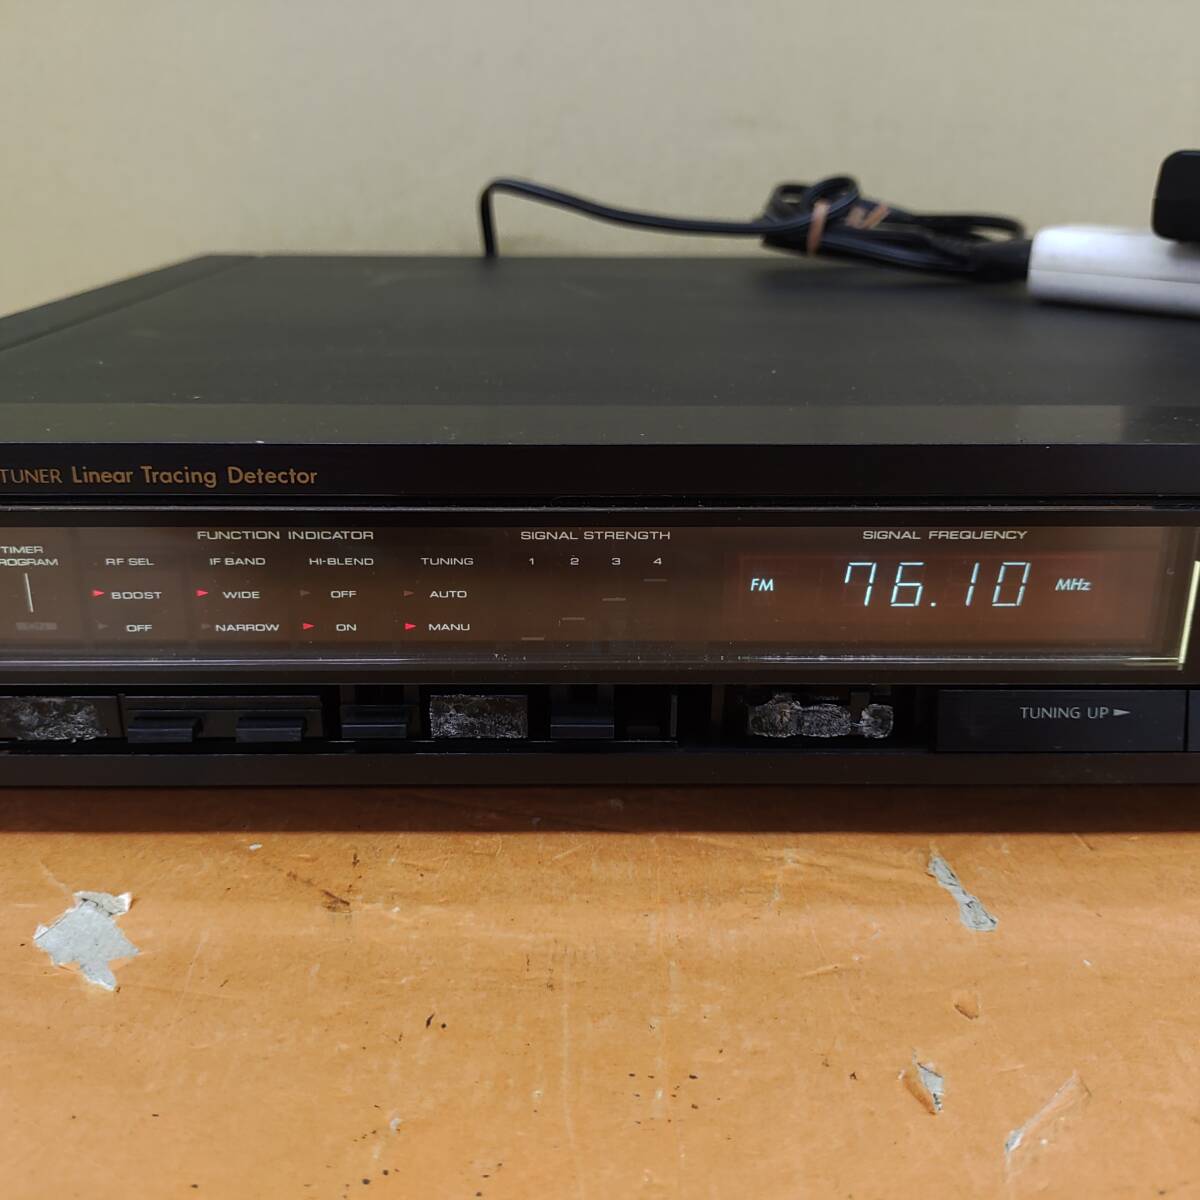 TUNER Linear Tracing Detector
FUNCTION INDICATOR SIGNAL STRENGTH SIGNAL FREQUENCY
TIMER
ROGRAM RF SEL IF BAND HI-BLEND TUNING 1 2 3 4
BOOST WIDE OFF AUTO
FM 76.10 MHz
OFF NARROW ON MANU
TUNING UP